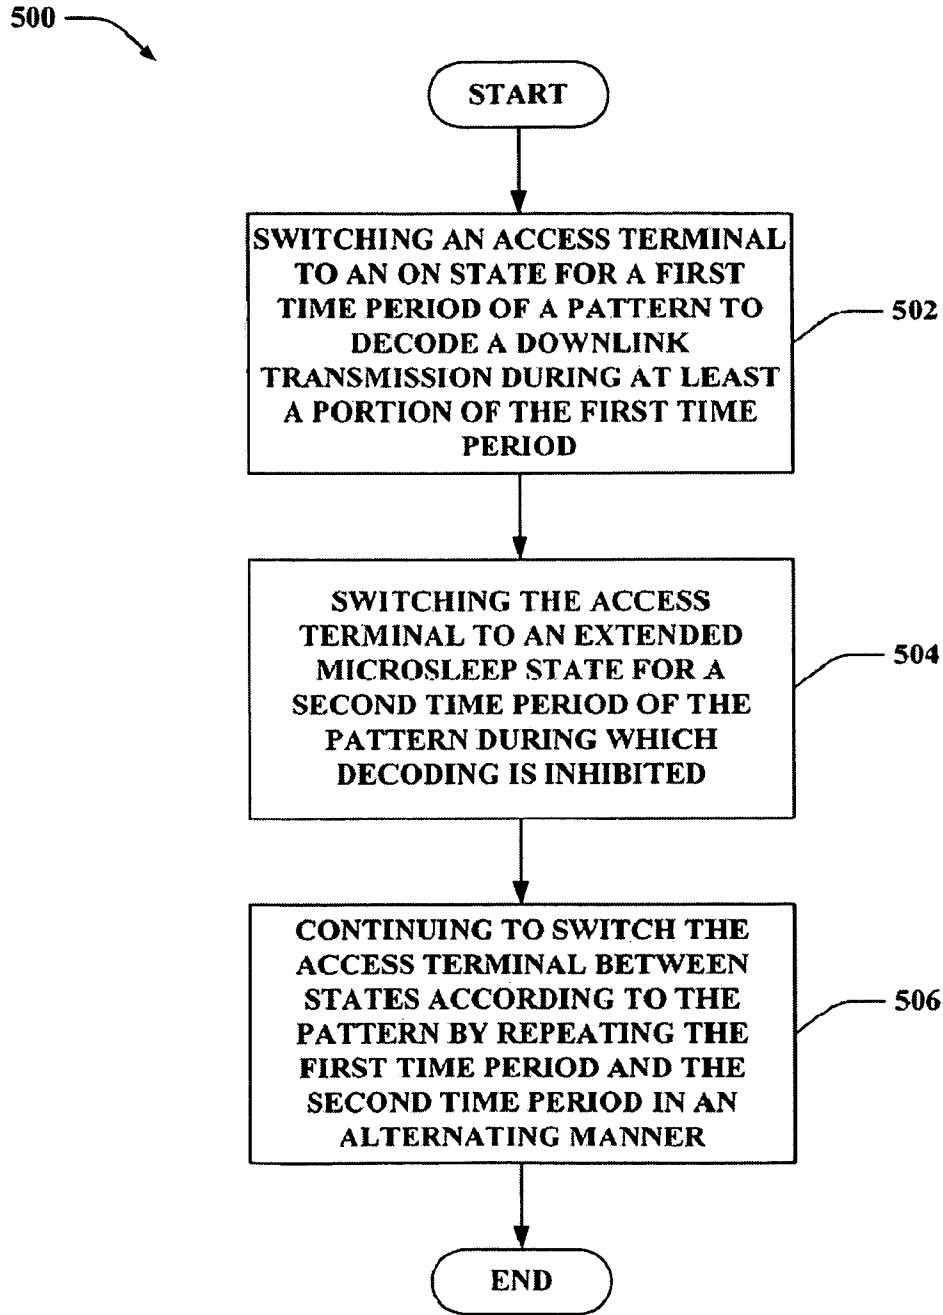 500
START
SWITCHING AN ACCESS TERMINAL
TO AN ON STATE FOR A FIRST
TIME PERIOD OF A PATTERN TO
DECODE A DOWNLINK
TRANSMISSION DURING AT LEAST
A PORTION OF THE FIRST TIME
PERIOD
502
SWITCHING THE ACCESS
TERMINAL TO AN EXTENDED
MICROSLEEP STATE FOR A
SECOND TIME PERIOD OF THE
PATTERN DURING WHICH
DECODING IS INHIBITED
504
CONTINUING TO SWITCH THE
ACCESS TERMINAL BETWEEN
STATES ACCORDING TO THE
PATTERN BY REPEATING THE
FIRST TIME PERIOD AND THE
SECOND TIME PERIOD IN AN
ALTERNATING MANNER
506
END